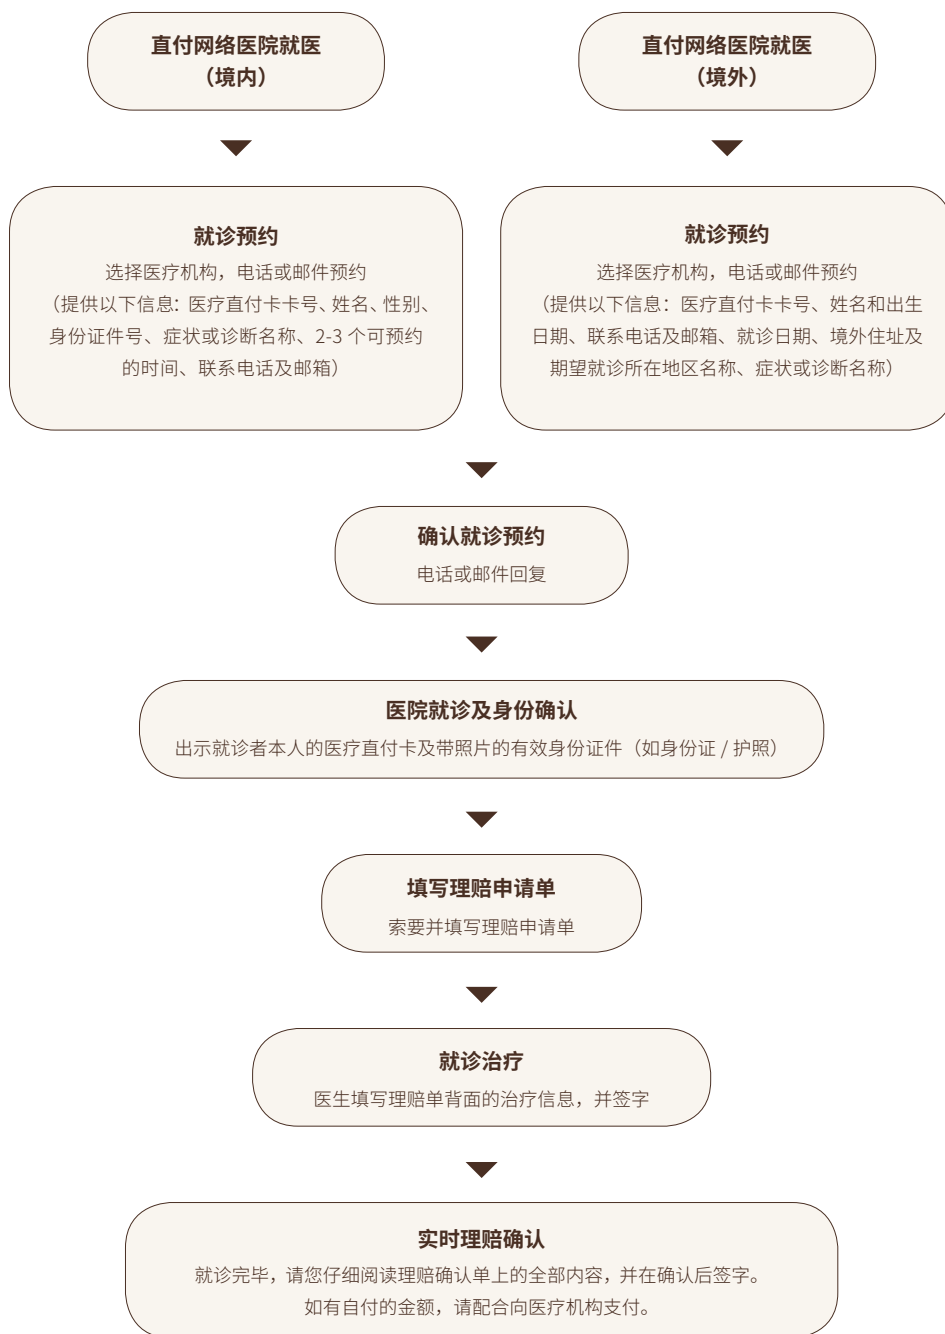 直付网络医院就医
（境内）
直付网络医院就医
（境外）
就诊预约
选择医疗机构，电话或邮件预约
（提供以下信息：医疗直付卡卡号、姓名、性别、
身份证件号、症状或诊断名称、2-3 个可预约
的时间、联系电话及邮箱）
就诊预约
选择医疗机构，电话或邮件预约
（提供以下信息：医疗直付卡卡号、姓名和出生
日期、联系电话及邮箱、就诊日期、境外住址及
期望就诊所在地区名称、症状或诊断名称）
确认就诊预约
电话或邮件回复
医院就诊及身份确认
出示就诊者本人的医疗直付卡及带照片的有效身份证件（如身份证 / 护照）
填写理赔申请单
索要并填写理赔申请单
就诊治疗
医生填写理赔单背面的治疗信息，并签字
实时理赔确认
就诊完毕，请您仔细阅读理赔确认单上的全部内容，并在确认后签字。
如有自付的金额，请配合向医疗机构支付。